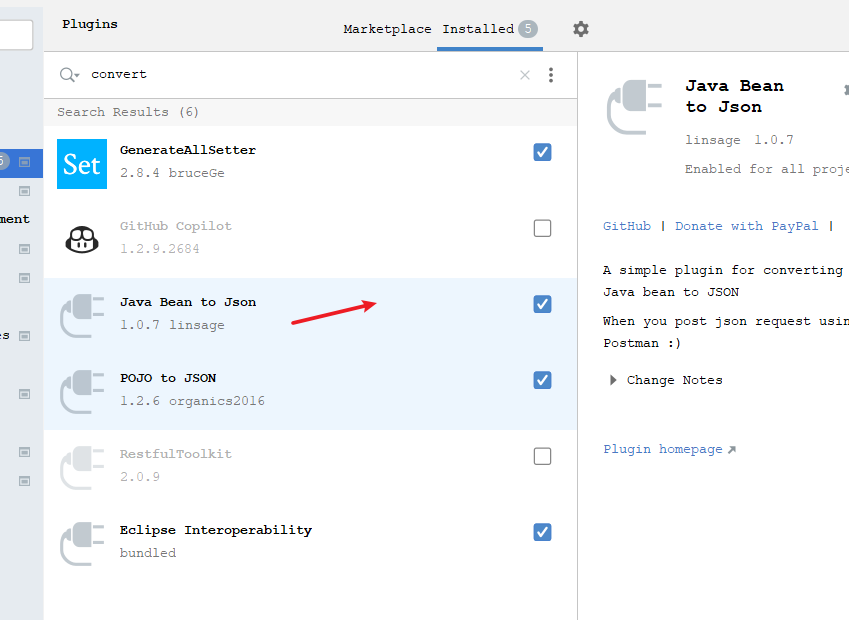 Plugins
Marketplace Installed 5
convert
Search Results (6)
Set
GenerateAllSetter
2.8.4 bruceGe
GitHub Copilot
1.2.9.2684
ment
Java Bean to Json
1.0.7 linsage
POJO to JSON
1.2.6 organics2016
RestfulToolkit
2.0.9
Eclipse Interoperability
bundled
Java Bean
to Json
linsage 1.0.7
Enabled for all proje
GitHub | Donate with PayPal |
A simple plugin for converting
Java bean to JSON
When you post json request usin
Postman :)
Change Notes
Plugin homepage